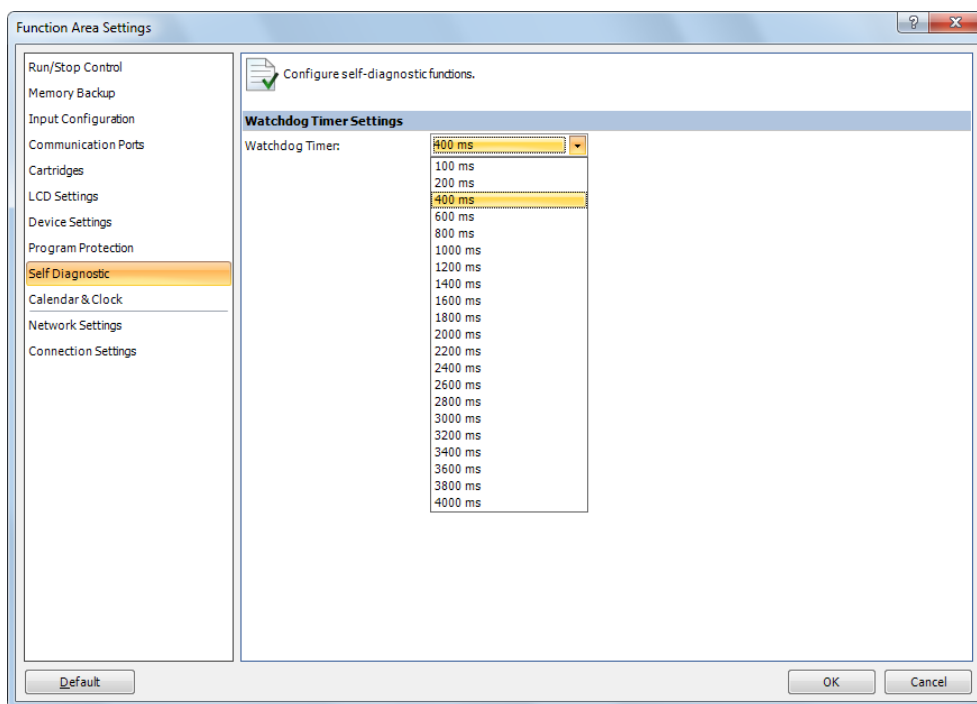 Function Area Settings
?
X
Run/Stop Control
Memory Backup
Input Configuration
Communication Ports
Cartridges
LCD Settings
Device Settings
Program Protection
Self Diagnostic
Calendar & Clock
Network Settings
Connection Settings
Configure self-diagnostic functions.
Watchdog Timer Settings
Watchdog Timer: 400 ms
100 ms
200 ms
400 ms
600 ms
800 ms
1000 ms
1200 ms
1400 ms
1600 ms
1800 ms
2000 ms
2200 ms
2400 ms
2600 ms
2800 ms
3000 ms
3200 ms
3400 ms
3600 ms
3800 ms
4000 ms
Default
OK
Cancel